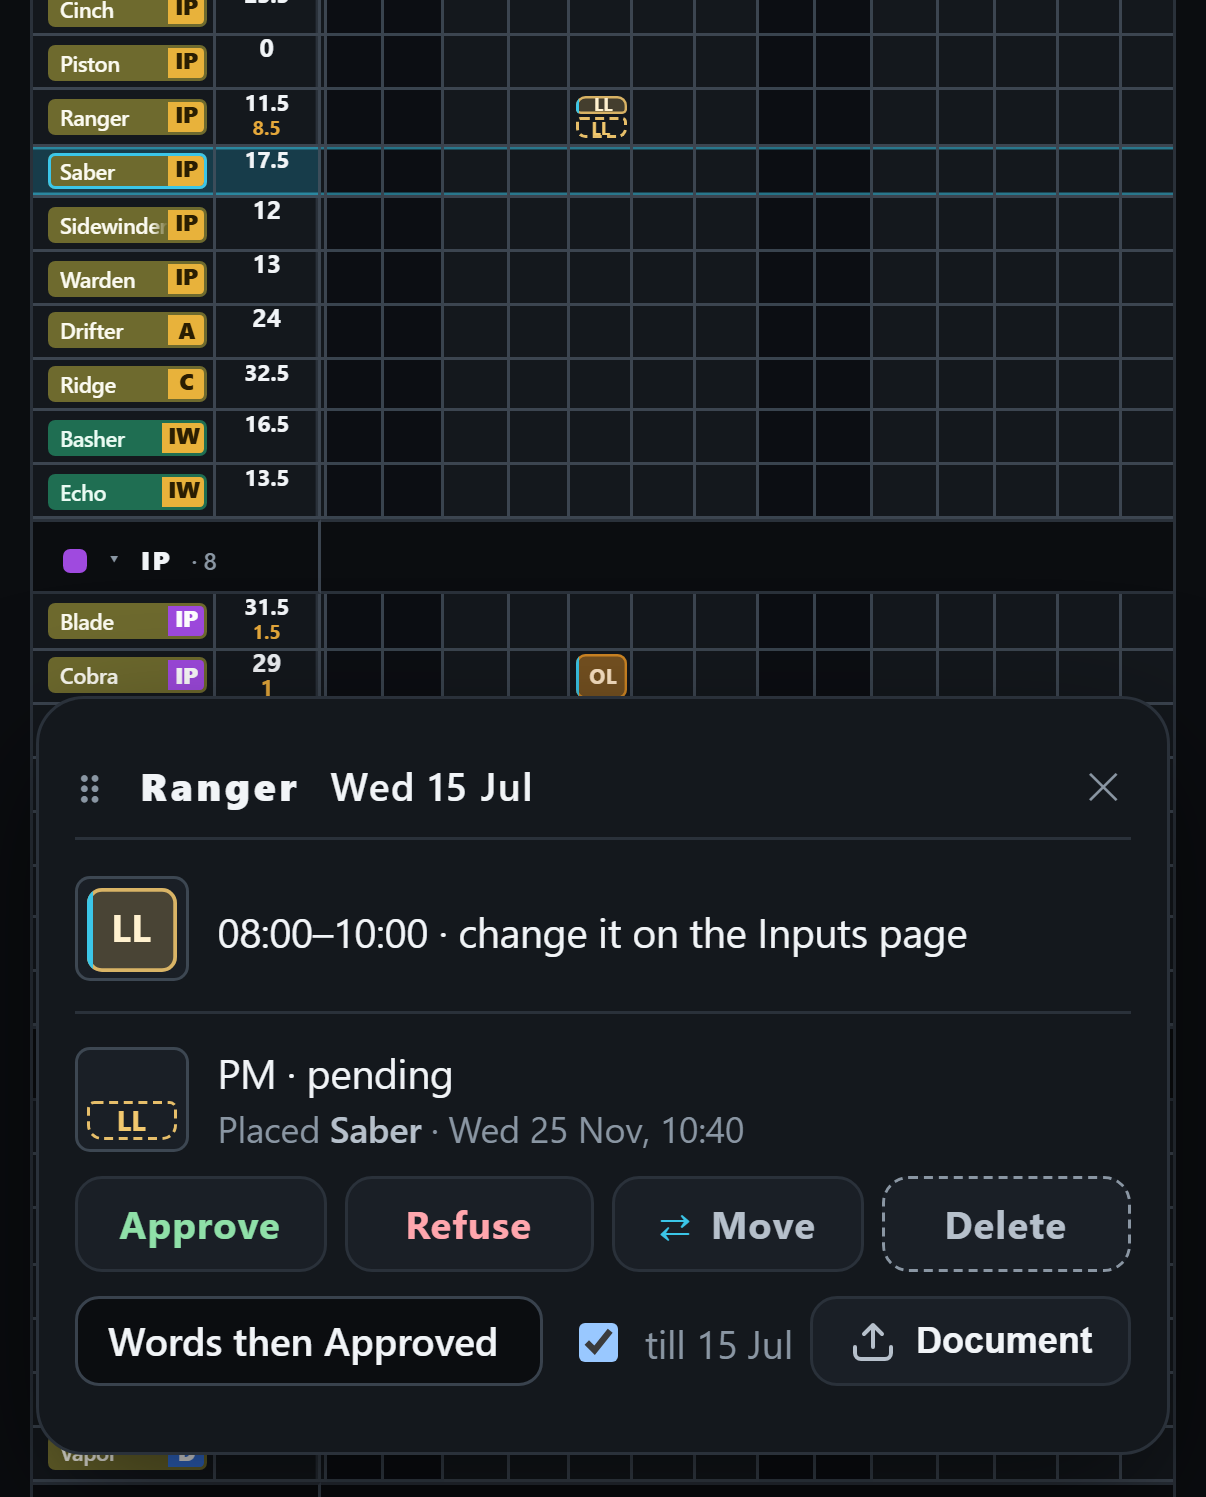 Cinch IP
Piston IP 0
Ranger IP 11.5
8.5
LL
LL
Saber IP 17.5
Sidewinder IP 12
Warden IP 13
Drifter A 24
Ridge C 32.5
Basher IW 16.5
Echo IW 13.5
IP · 8
Blade IP 31.5
1.5
Cobra IP 29
1
OL
Ranger Wed 15 Jul
LL 08:00–10:00 · change it on the Inputs page
PM · pending
LL Placed Saber · Wed 25 Nov, 10:40
Approve Refuse Move Delete
Words then Approved till 15 Jul Document
Vapor